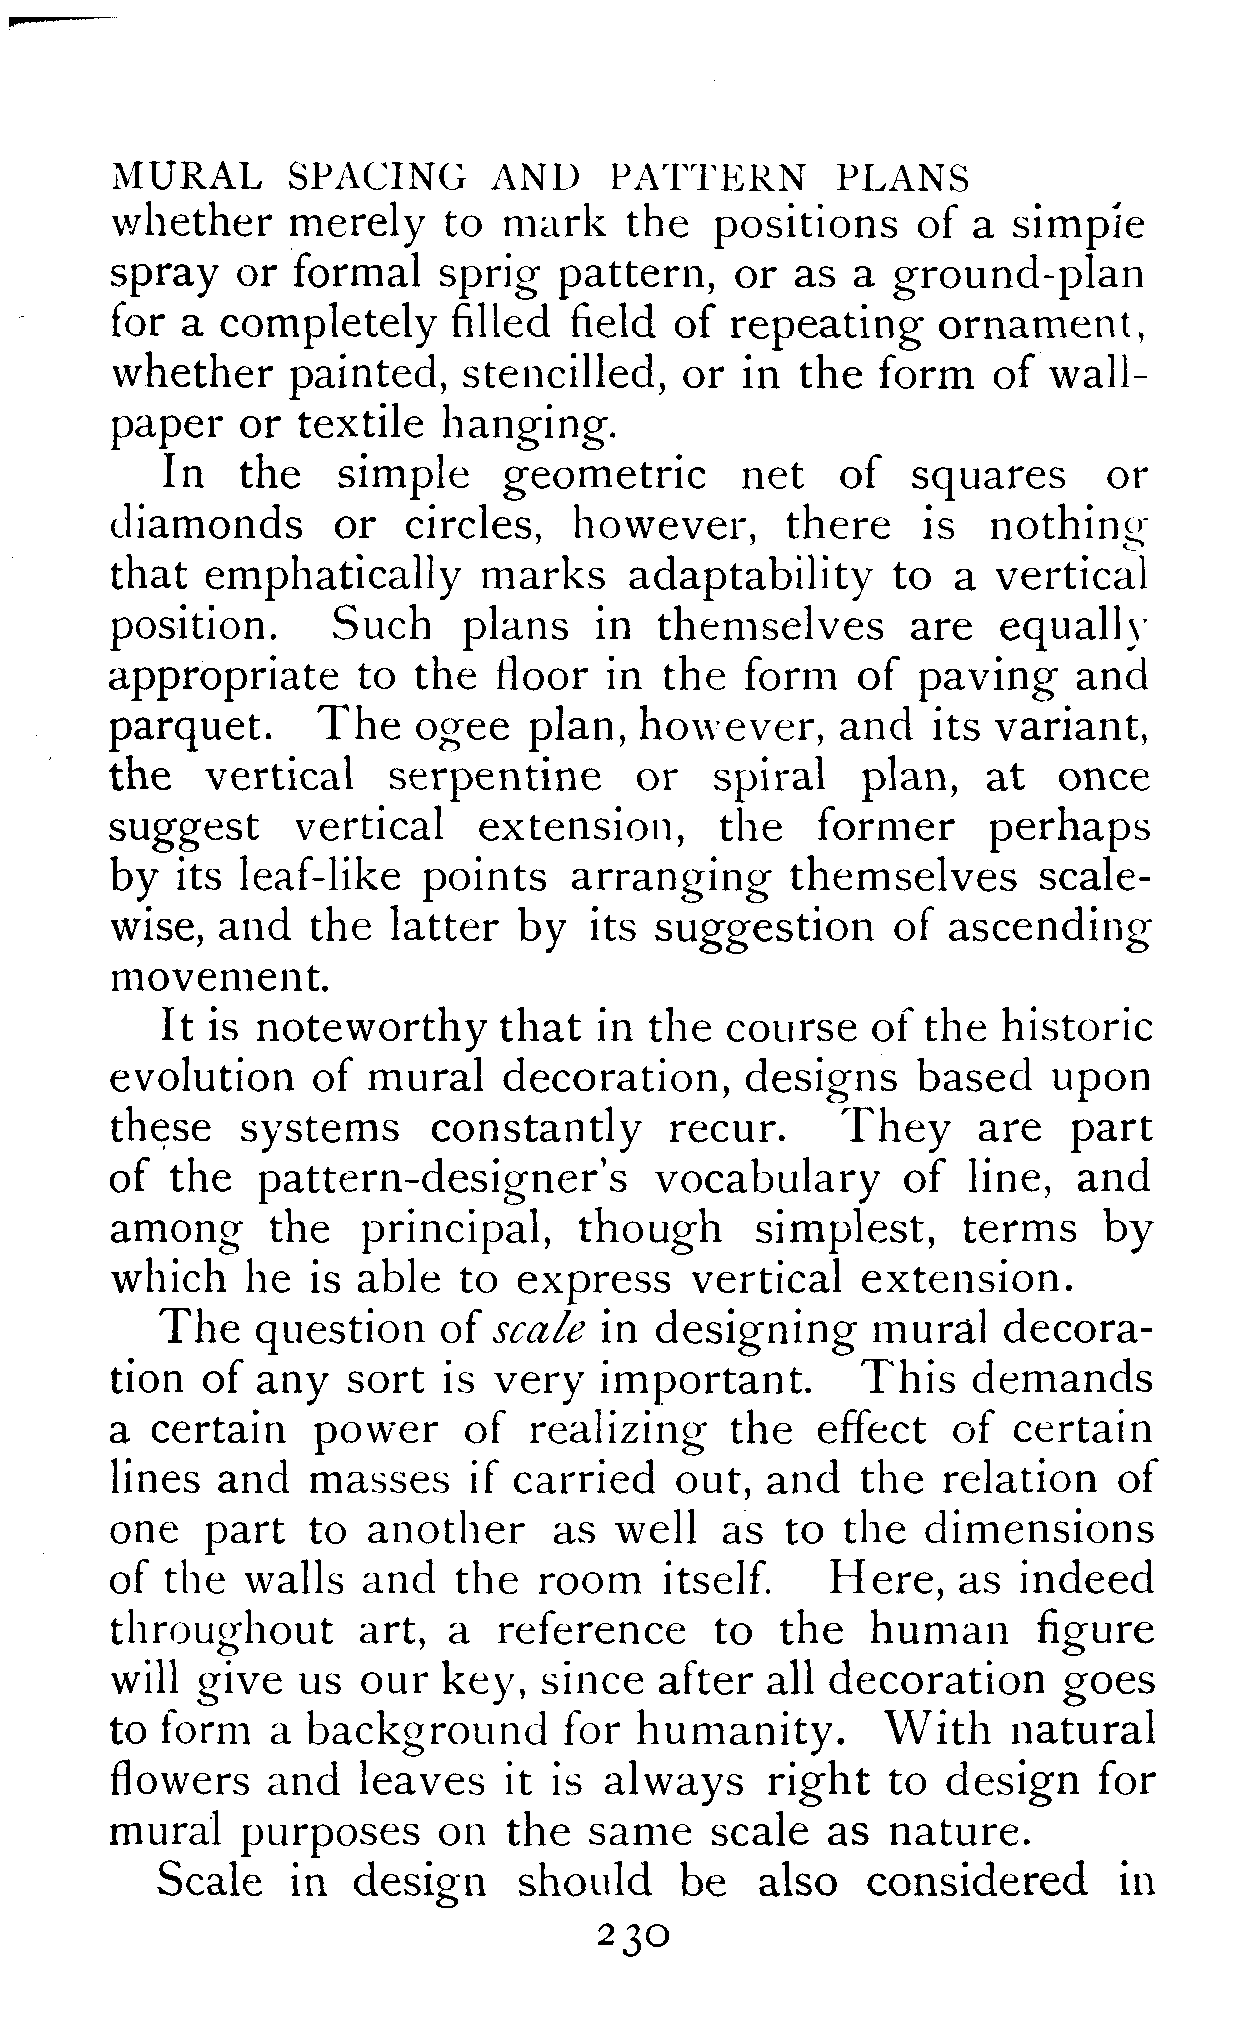 MURAL SPACING AND PATTERN PLANS
whether merely to mark the positions of a simple
spray or formal sprig pattern, or as a ground-plan
for a completely filled field of repeating ornament,
whether painted, stencilled, or in the form of wall-
paper or textile hanging.
In the simple geometric net of squares or
diamonds or circles, however, there is nothing
that emphatically marks adaptability to a vertical
position. Such plans in themselves are equally
appropriate to the floor in the form of paving and
parquet. The ogee plan, however, and its variant,
the vertical serpentine or spiral plan, at once
suggest vertical extension, the former perhaps
by its leaf-like points arranging themselves scale-
wise, and the latter by its suggestion of ascending
movement.
It is noteworthy that in the course of the historic
evolution of mural decoration, designs based upon
these systems constantly recur. They are part
of the pattern-designer's vocabulary of line, and
among the principal, though simplest, terms by
which he is able to express vertical extension.
The question of scale in designing mural decora-
tion of any sort is very important. This demands
a certain power of realizing the effect of certain
lines and masses if carried out, and the relation of
one part to another as well as to the dimensions
of the walls and the room itself. Here, as indeed
throughout art, a reference to the human figure
will give us our key, since after all decoration goes
to form a background for humanity. With natural
flowers and leaves it is always right to design for
mural purposes on the same scale as nature.
Scale in design should be also considered in
230